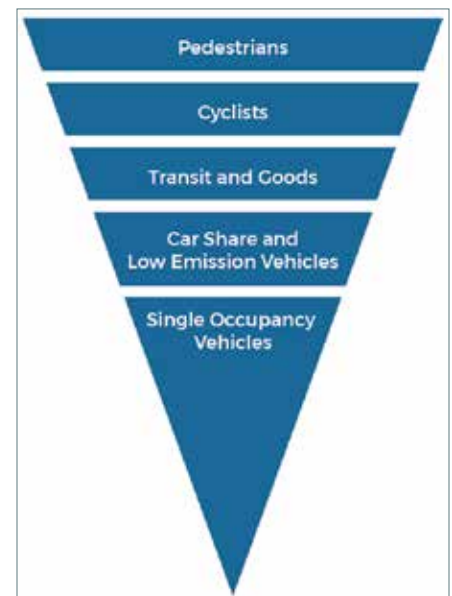 Pedestrians
Cyclists
Transit and Goods
Car Share and
Low Emission Vehicles
Single Occupancy
Vehicles